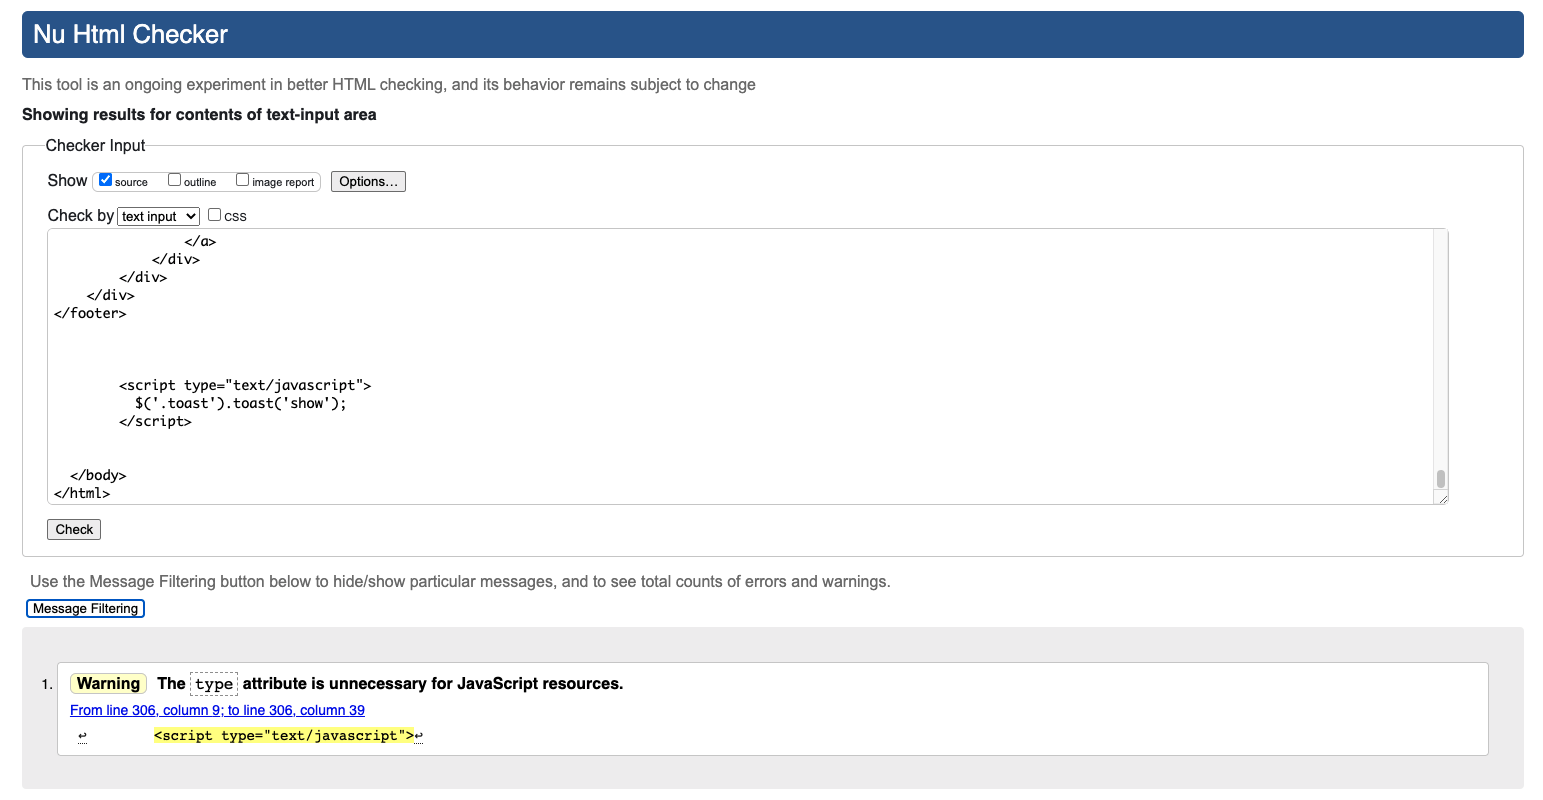 Nu Html Checker
This tool is an ongoing experiment in better HTML checking, and its behavior remains subject to change
Showing results for contents of text-input area
Checker Input
Show source outline image report Options...
Check by text input css
</a>
</div>
</div>
</div>
</footer>
<script type="text/javascript">
$('.toast').toast('show');
</script>
</body>
</html>
Check
Use the Message Filtering button below to hide/show particular messages, and to see total counts of errors and warnings.
Message Filtering
1. Warning The type attribute is unnecessary for JavaScript resources.
From line 306, column 9; to line 306, column 39
↩ <script type="text/javascript">↩